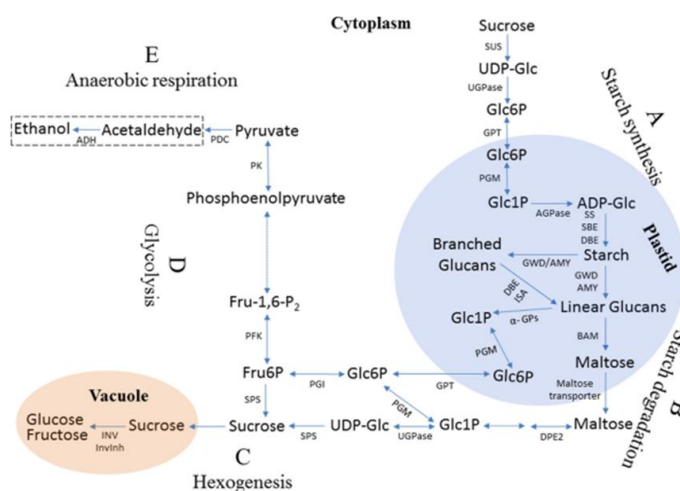 Cytoplasm
Sucrose
SUS
UDP-Glc
UGPase
Glc6P
GPT
Glc6P
PGM
Glc1P
AGPase
ADP-Glc
SS
SBE
DBE
Starch
GWD/AMY
Branched
Glucans
GWD
AMY
DBE
ISA
Linear Glucans
α-GPs
Glc1P
BAM
PGM
Maltose
Glc6P
Maltose
transporter
Maltose
Plastid
A
Starch synthesis
B
Starch degradation
E
Anaerobic respiration
Ethanol
ADH
Acetaldehyde
PDC
Pyruvate
PK
Phosphoenolpyruvate
D
Glycolysis
Fru-1,6-P2
PFK
Fru6P
PGI
Glc6P
GPT
SPS
PGM
Vacuole
Glucose
Fructose
INV
InvInh
Sucrose
Sucrose
SPS
UDP-Glc
UGPase
Glc1P
DPE2
C
Hexogenesis